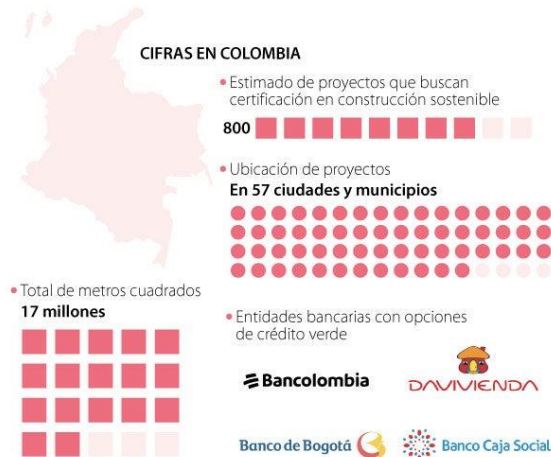 CIFRAS EN COLOMBIA
• Estimado de proyectos que buscan
certificación en construcción sostenible
800
• Ubicación de proyectos
En 57 ciudades y municipios
• Total de metros cuadrados
17 millones
• Entidades bancarias con opciones
de crédito verde
Bancolombia
DAVIVIENDA
Banco de Bogotá
Banco Caja Social